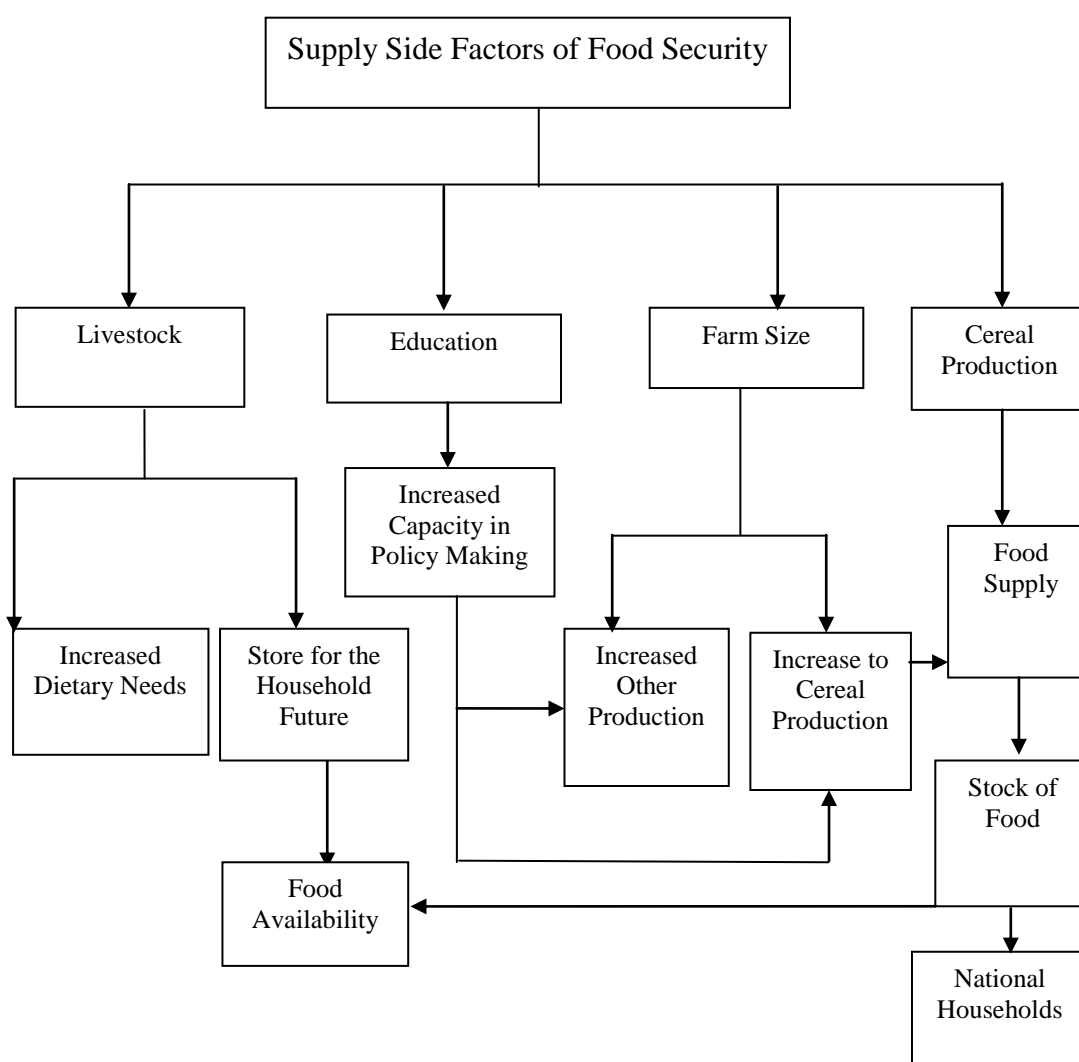 Supply Side Factors of Food Security
Livestock
Education
Farm Size
Cereal
Production
Increased
Capacity in
Policy Making
Food
Supply
Increased
Dietary Needs
Store for the
Household
Future
Increased
Other
Production
Increase to
Cereal
Production
Stock of
Food
Food
Availability
National
Households